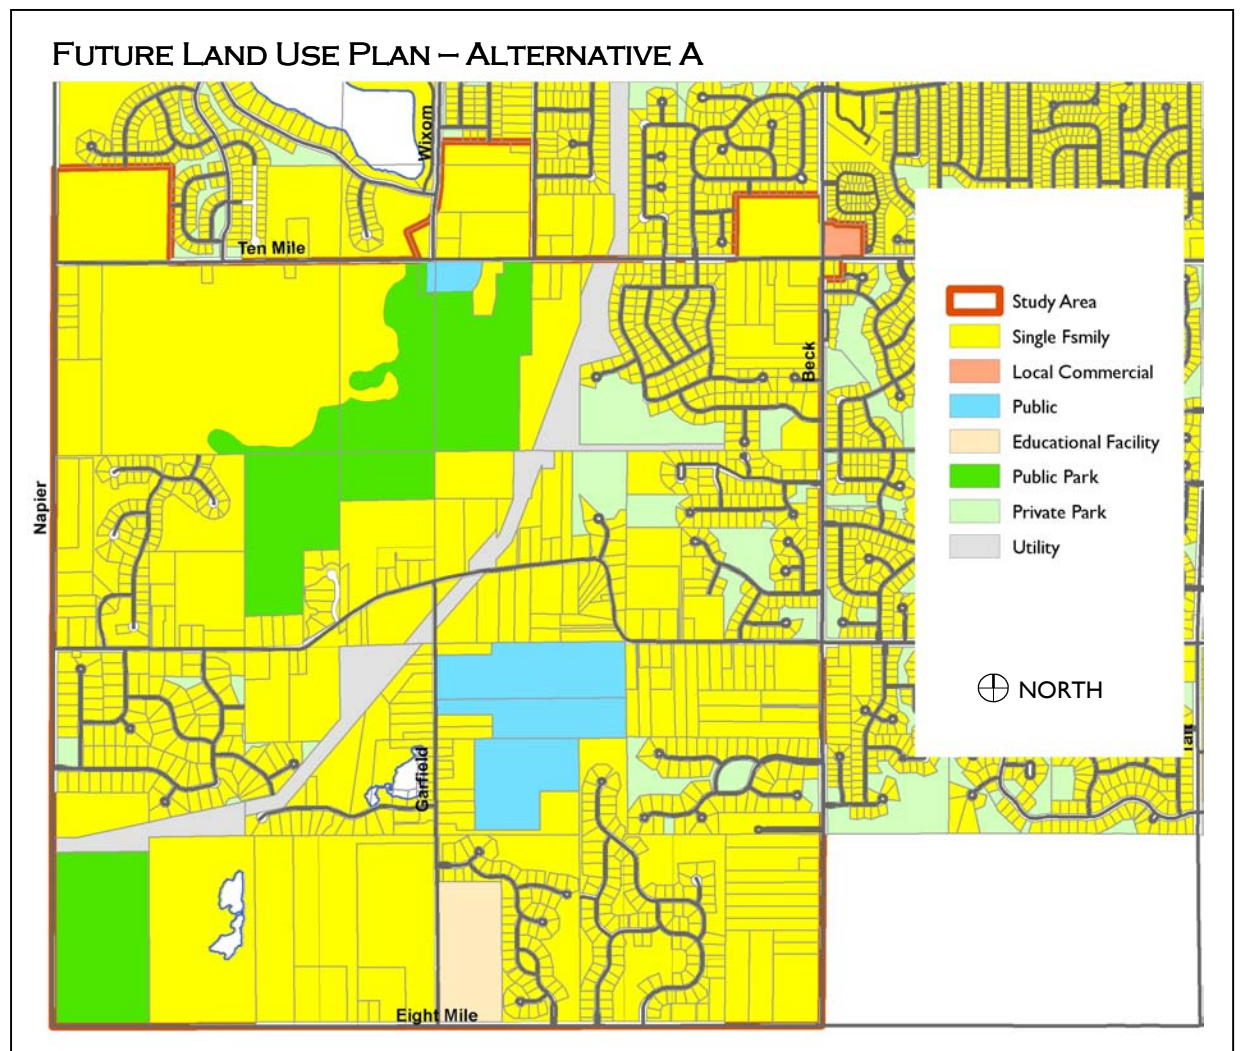 FUTURE LAND USE PLAN – ALTERNATIVE A
Wixom
Ten Mile
Beck
Napier
Garfield
Eight Mile
Study Area
Single Fsmily
Local Commercial
Public
Educational Facility
Public Park
Private Park
Utility
NORTH